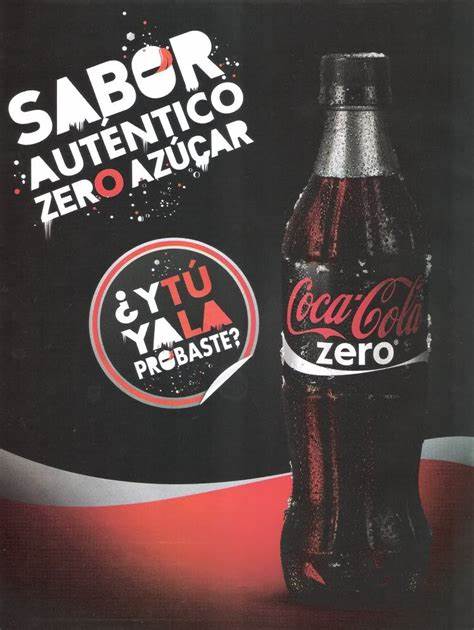 SABOR
AUTÉNTICO
ZERO AZÚCAR
¿Y TÚ
YA LA
PROBASTE?
Coca-Cola
zero